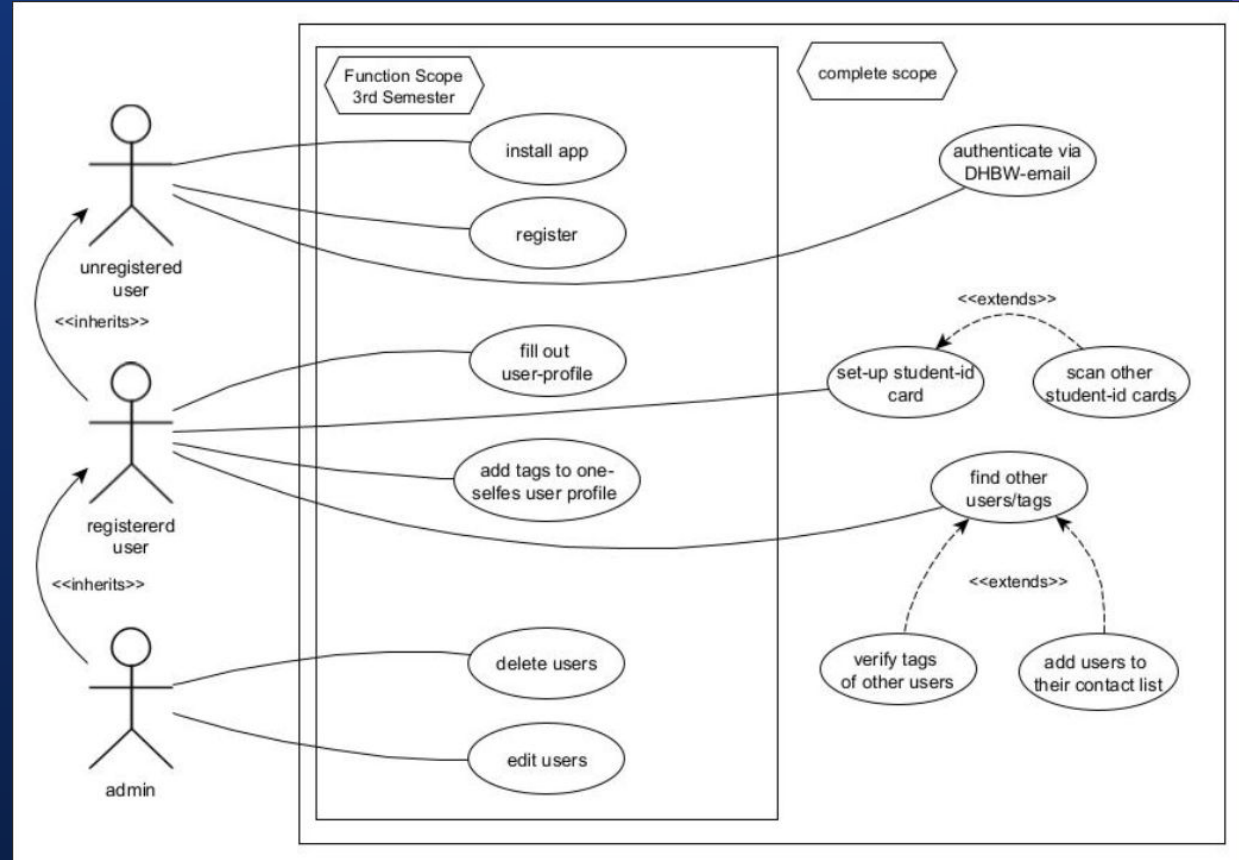 Function Scope
3rd Semester
complete scope
install app
authenticate via
DHBW-email
register
unregistered
user
<<extends>>
<<inherits>>
fill out
user-profile
set-up student-id
card
scan other
student-id cards
add tags to one-
selfes user profile
find other
users/tags
registererd
user
<<inherits>>
<<extends>>
delete users
verify tags
of other users
add users to
their contact list
edit users
admin